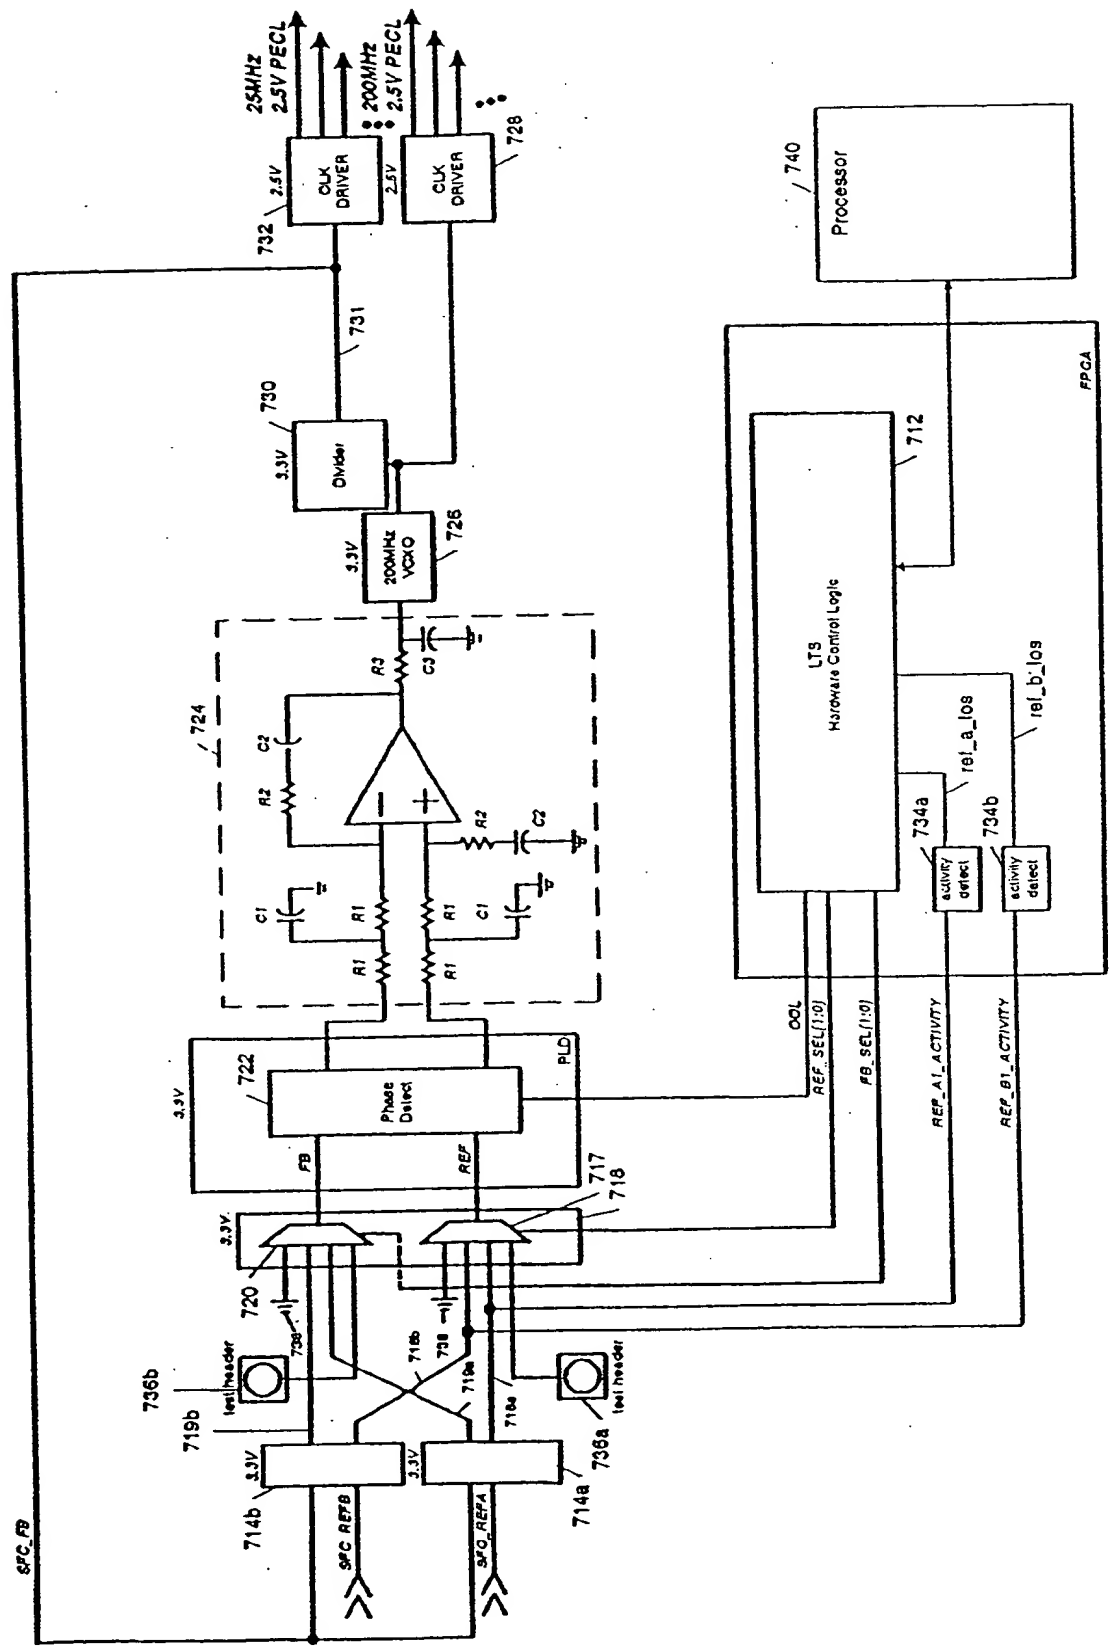 SFC_FB
25MHz
2.5V PECL
200MHz
2.5V PECL
732
2.5V
CLK
DRIVER
2.5V
CLK
DRIVER
728
731
730
3.3V
Divider
3.3V
200MHz
VCXO
726
724
R2
C2
R3
C3
R2
C2
C1
R1
R1
R1
R1
C1
3.3V
722
Phase
Detect
PLD
FB
REF
717
718
3.3V
720
738
738
test header
736b
719b
718b
719a
718a
test header
736a
3.3V
714b
3.3V
714a
SFC_REFB
SFC_REFA
740
Processor
FPGA
712
LTS
Hardware Control Logic
ref_a_los
ref_b_los
734a
activity
detect
734b
activity
detect
OOL
REF_SEL[1:0]
FB_SEL[1:0]
REF_A1_ACTIVITY
REF_B1_ACTIVITY